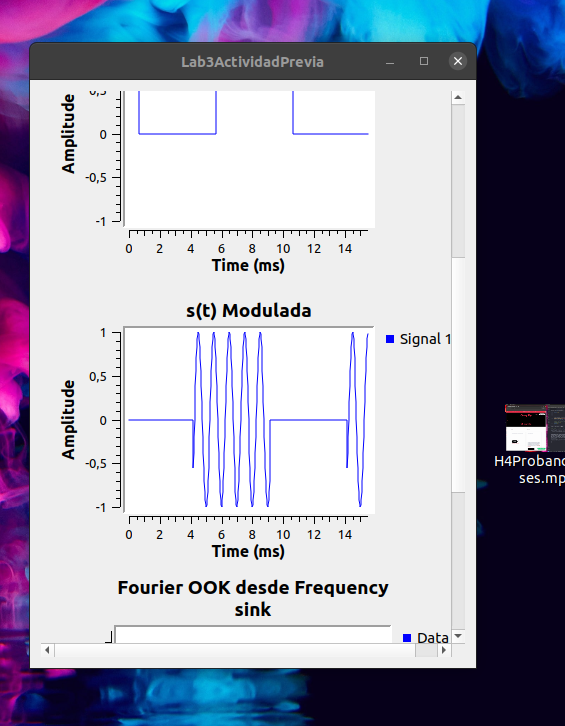 Lab3ActividadPrevia
0,5
0
-0,5
-1
Amplitude
0 2 4 6 8 10 12 14
Time (ms)
s(t) Modulada
1
0,5
0
-0,5
-1
Amplitude
Signal 1
0 2 4 6 8 10 12 14
Time (ms)
Fourier OOK desde Frequency
sink
Data
H4Proban
ses.mp